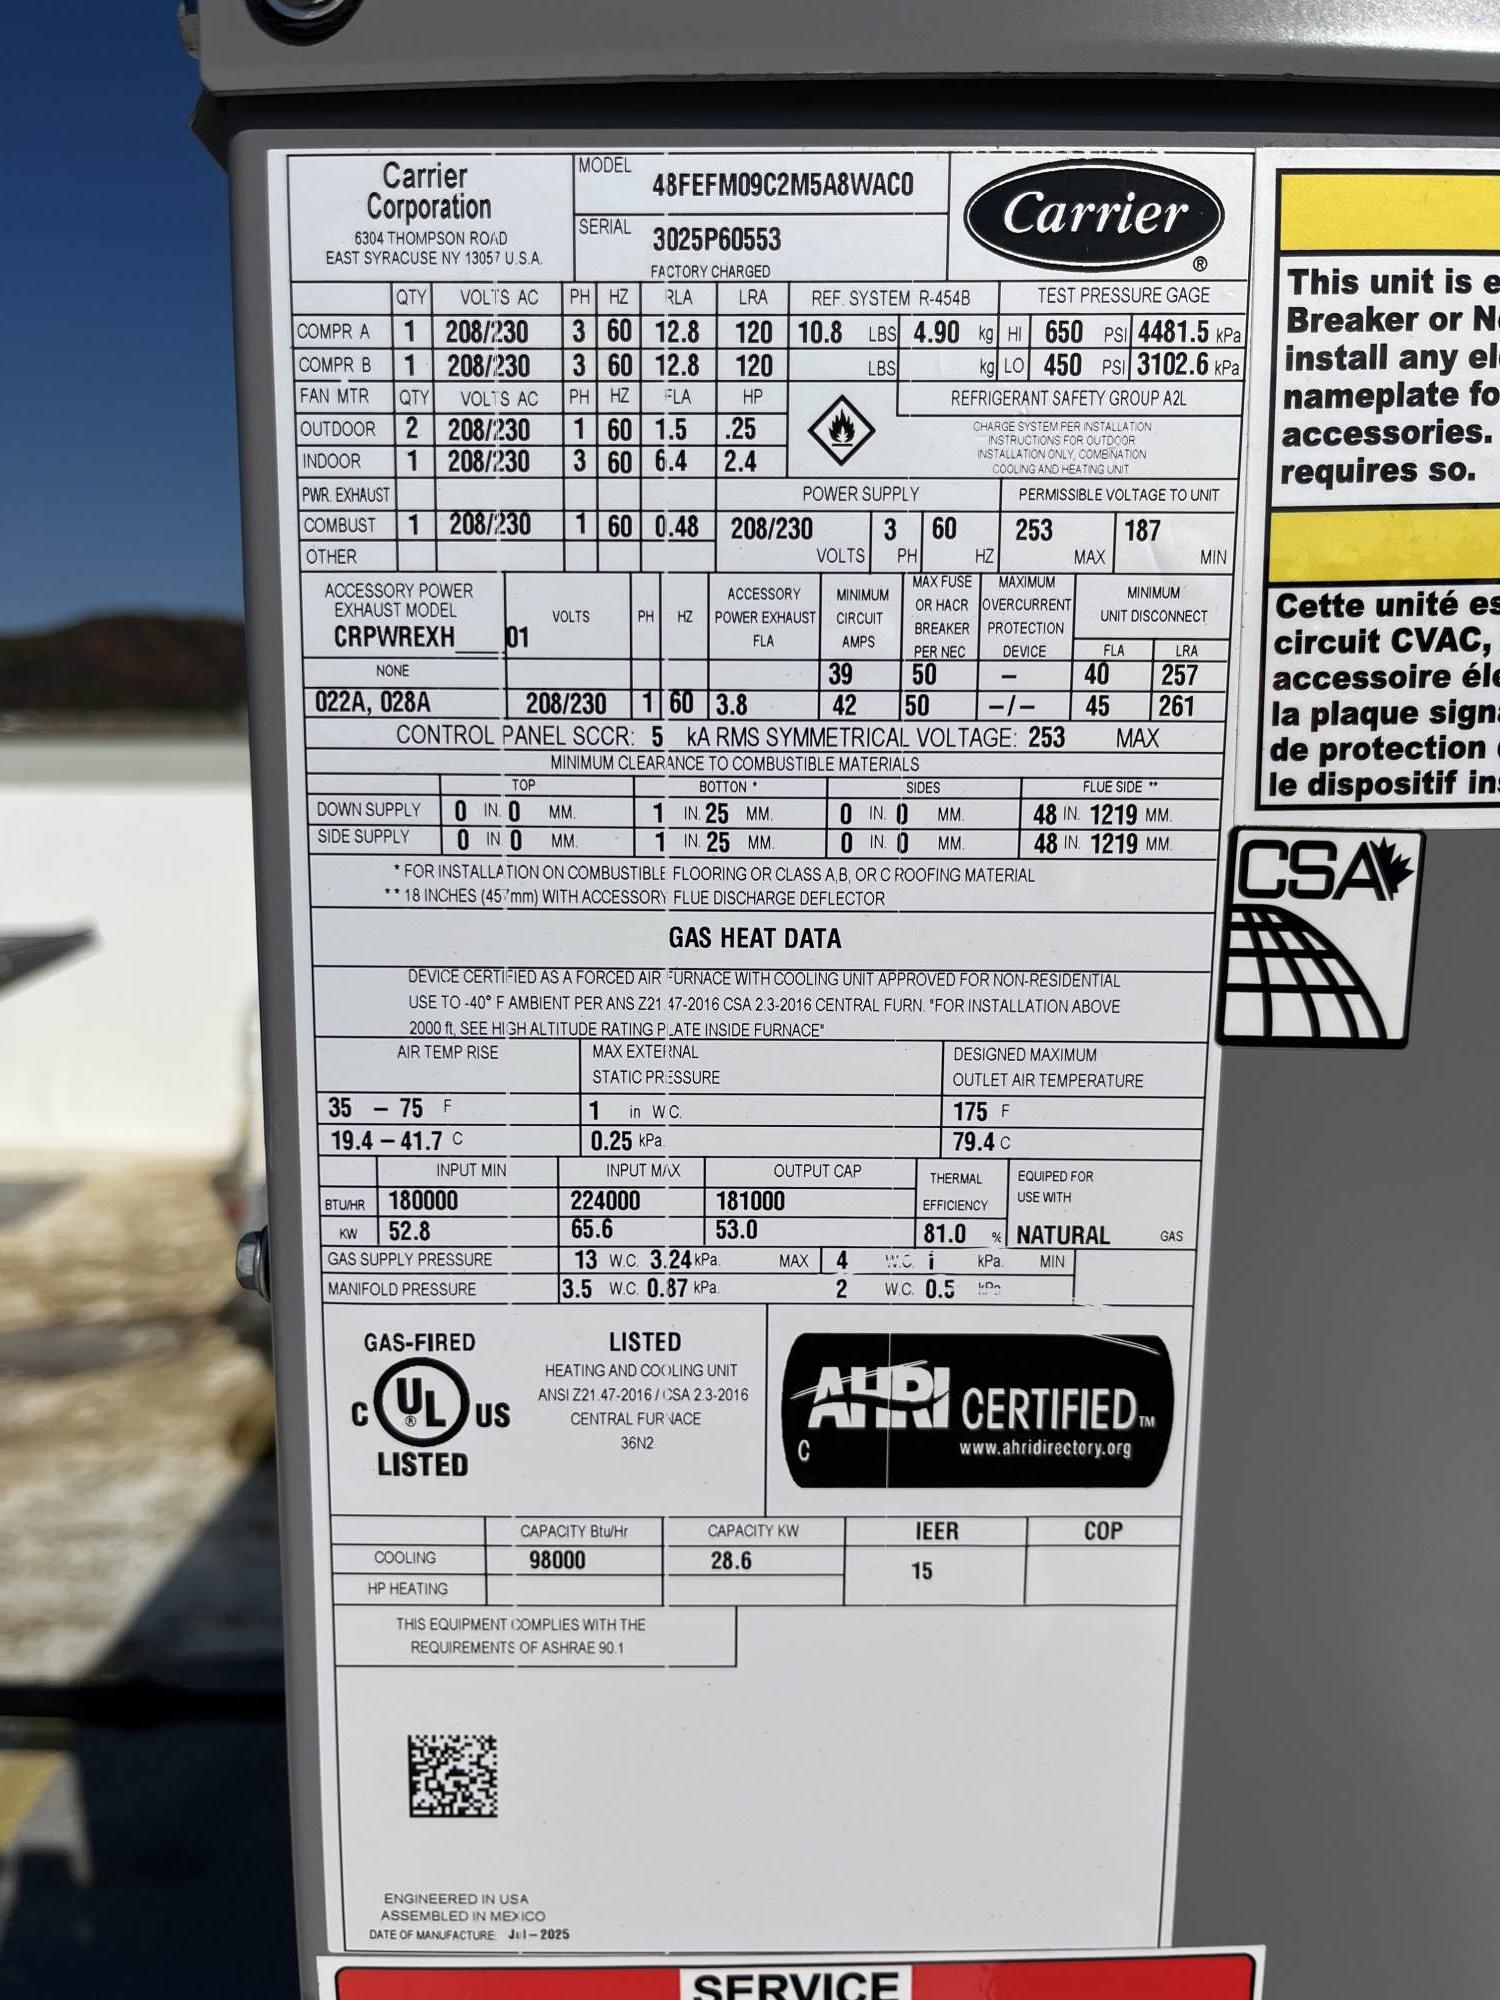 Carrier
Corporation
6304 THOMPSON ROAD
EAST SYRACUSE NY 13057 U.S.A.
MODEL 48FEFM09C2M5A8WAC0
SERIAL 3025P60553
FACTORY CHARGED
Carrier ®
QTY VOLTS AC PH HZ RLA LRA REF. SYSTEM R-454B TEST PRESSURE GAGE
COMPR A 1 208/230 3 60 12.8 120 10.8 LBS 4.90 kg HI 650 PSI 4481.5 kPa
COMPR B 1 208/230 3 60 12.8 120 LBS kg LO 450 PSI 3102.6 kPa
FAN MTR QTY VOLTS AC PH HZ FLA HP REFRIGERANT SAFETY GROUP A2L
OUTDOOR 2 208/230 1 60 1.5 .25
INDOOR 1 208/230 3 60 6.4 2.4
CHARGE SYSTEM PER INSTALLATION
INSTRUCTIONS FOR OUTDOOR
INSTALLATION ONLY, COMBINATION
COOLING AND HEATING UNIT
PWR. EXHAUST POWER SUPPLY PERMISSIBLE VOLTAGE TO UNIT
COMBUST 1 208/230 1 60 0.48 208/230 VOLTS 3 PH 60 HZ 253 MAX 187 MIN
OTHER
ACCESSORY POWER
EXHAUST MODEL
CRPWREXH____01
VOLTS PH HZ
ACCESSORY
POWER EXHAUST
FLA
MINIMUM
CIRCUIT
AMPS
MAX FUSE
OR HACR
BREAKER
PER NEC
MAXIMUM
OVERCURRENT
PROTECTION
DEVICE
MINIMUM
UNIT DISCONNECT
FLA LRA
NONE 39 50 – 40 257
022A, 028A 208/230 1 60 3.8 42 50 –/– 45 261
CONTROL PANEL SCCR: 5 kA RMS SYMMETRICAL VOLTAGE: 253 MAX
MINIMUM CLEARANCE TO COMBUSTIBLE MATERIALS
TOP BOTTON * SIDES FLUE SIDE **
DOWN SUPPLY 0 IN. 0 MM. 1 IN. 25 MM. 0 IN. 0 MM. 48 IN. 1219 MM.
SIDE SUPPLY 0 IN 0 MM. 1 IN. 25 MM. 0 IN. 0 MM. 48 IN. 1219 MM.
* FOR INSTALLATION ON COMBUSTIBLE FLOORING OR CLASS A,B, OR C ROOFING MATERIAL
** 18 INCHES (457mm) WITH ACCESSORY FLUE DISCHARGE DEFLECTOR
GAS HEAT DATA
DEVICE CERTIFIED AS A FORCED AIR FURNACE WITH COOLING UNIT APPROVED FOR NON-RESIDENTIAL
USE TO -40° F AMBIENT PER ANS Z21.47-2016 CSA 2.3-2016 CENTRAL FURN. "FOR INSTALLATION ABOVE
2000 ft, SEE HIGH ALTITUDE RATING PLATE INSIDE FURNACE"
AIR TEMP RISE
MAX EXTERNAL
STATIC PRESSURE
DESIGNED MAXIMUM
OUTLET AIR TEMPERATURE
35 – 75 F 1 in W.C. 175 F
19.4 – 41.7 C 0.25 kPa. 79.4 C
INPUT MIN INPUT MAX OUTPUT CAP
THERMAL
EFFICIENCY
EQUIPED FOR
USE WITH
BTU/HR 180000 224000 181000
KW 52.8 65.6 53.0 81.0 % NATURAL GAS
GAS SUPPLY PRESSURE 13 W.C. 3.24 kPa. MAX 4 W.C. kPa. MIN
MANIFOLD PRESSURE 3.5 W.C. 0.87 kPa. 2 W.C. 0.5 kPa
GAS-FIRED
C UL ® US
LISTED
LISTED
HEATING AND COOLING UNIT
ANSI Z21.47-2016 / CSA 2.3-2016
CENTRAL FURNACE
36N2
AHRI CERTIFIED™
C www.ahridirectory.org
CAPACITY Btu/Hr CAPACITY KW IEER COP
COOLING 98000 28.6 15
HP HEATING
THIS EQUIPMENT COMPLIES WITH THE
REQUIREMENTS OF ASHRAE 90.1
ENGINEERED IN USA
ASSEMBLED IN MEXICO
DATE OF MANUFACTURE: Jul – 2025
This unit is e
Breaker or N
install any el
nameplate fo
accessories.
requires so.
Cette unité es
circuit CVAC,
accessoire éle
la plaque sign
de protection
le dispositif ins
CSA
SERVICE